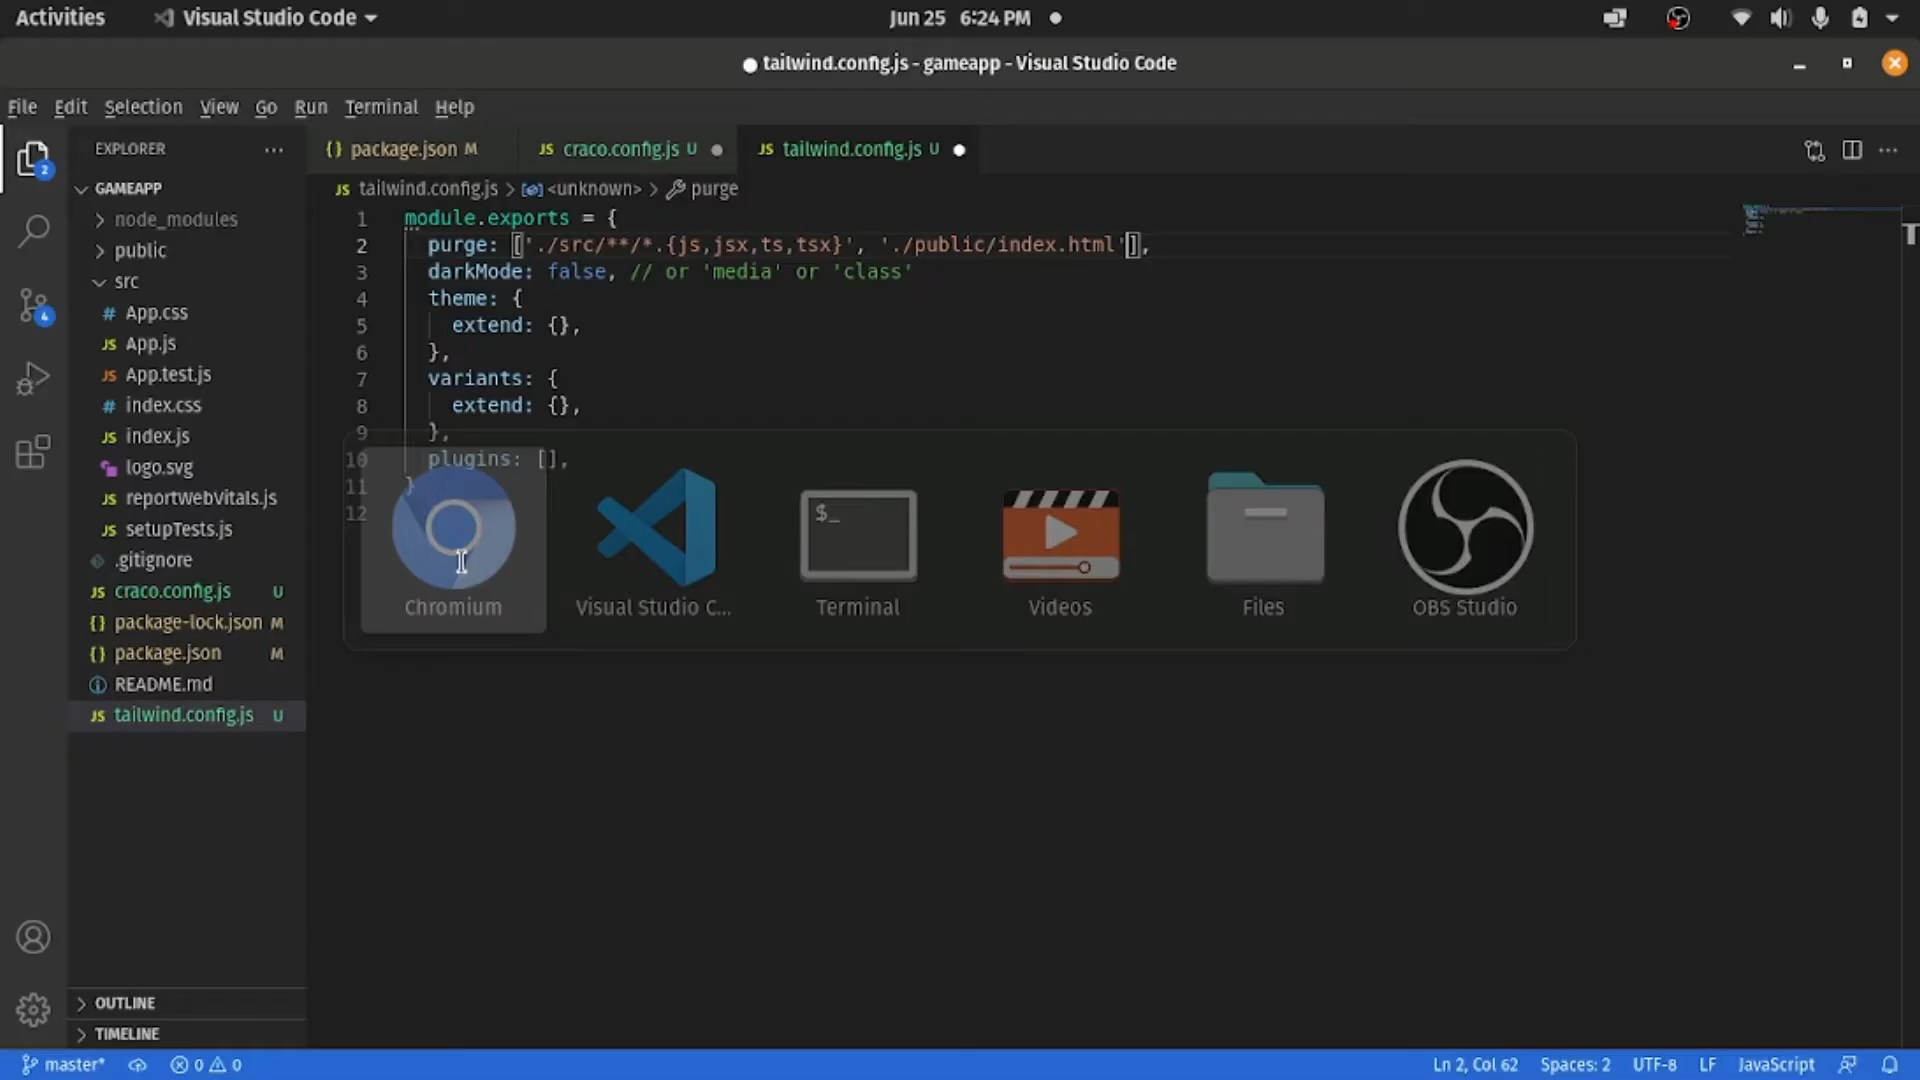 Activities
Visual Studio Code
Jun 25 6:24 PM
tailwind.config.js - gameapp - Visual Studio Code
File Edit Selection View Go Run Terminal Help
EXPLORER
{} package.json M
JS craco.config.js U
JS tailwind.config.js U
2
GAMEAPP
JS tailwind.config.js > <unknown> > purge
node_modules
public
src
# App.css
JS App.js
JS App.test.js
# index.css
JS index.js
logo.svg
JS reportWebVitals.js
JS setupTests.js
.gitignore
JS craco.config.js U
{} package-lock.json M
{} package.json M
README.md
JS tailwind.config.js U
4
1 module.exports = {
2 purge: ['./src/**/*.{js,jsx,ts,tsx}', './public/index.html'],
3 darkMode: false, // or 'media' or 'class'
4 theme: {
5 extend: {},
6 },
7 variants: {
8 extend: {},
9 },
10 plugins: [],
11 }
12
$_
Chromium
Visual Studio C...
Terminal
Videos
Files
OBS Studio
OUTLINE
TIMELINE
master*
0 0
Ln 2, Col 62
Spaces: 2
UTF-8
LF
JavaScript